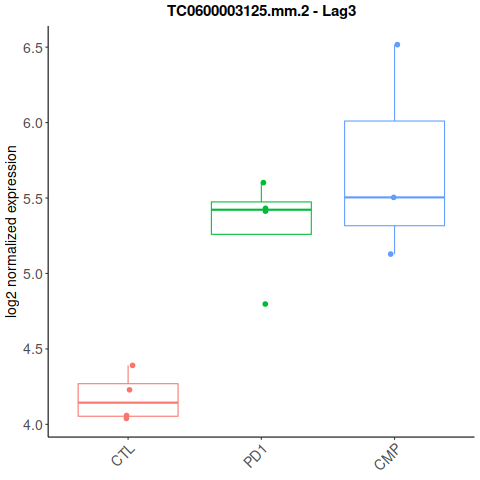 TC0600003125.mm.2 - Lag3
log2 normalized expression
6.5
6.0
5.5
5.0
4.5
4.0
CTL
PD1
CMP